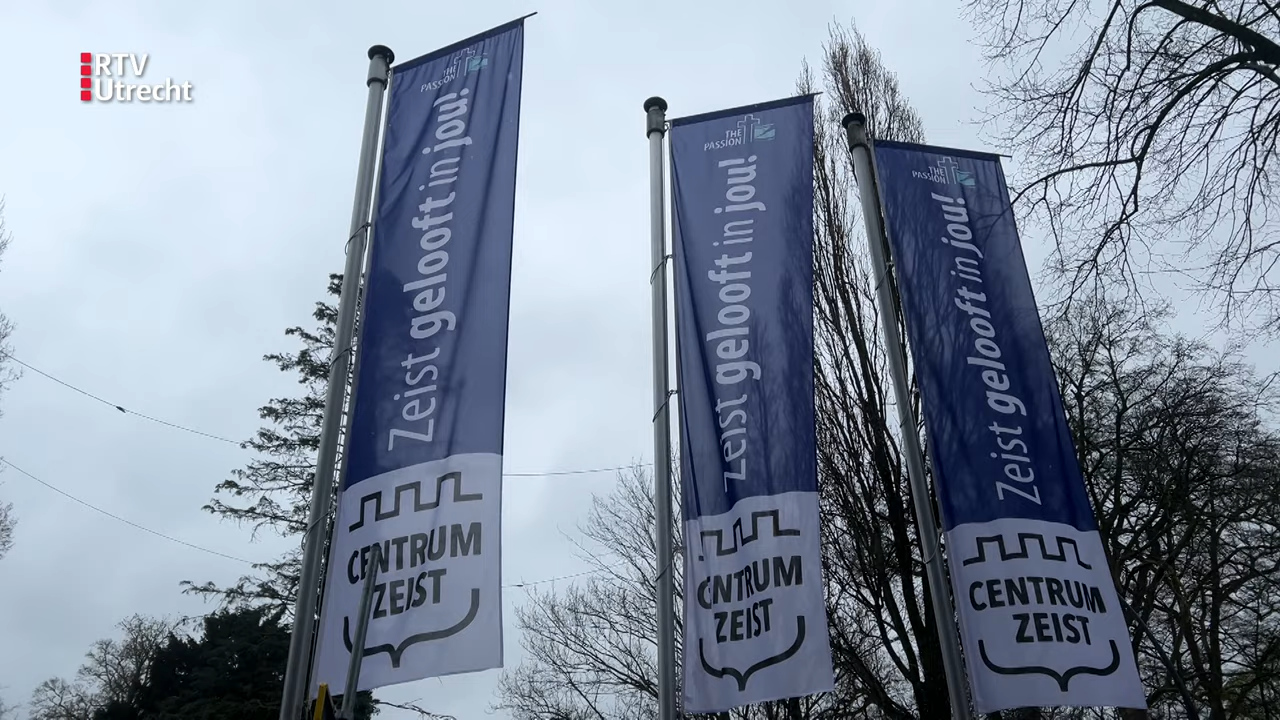 RTV
Utrecht
THE
PASSION
Zeist gelooft in jou!
CENTRUM
ZEIST
THE
PASSION
Zeist gelooft in jou!
CENTRUM
ZEIST
THE
PASSION
Zeist gelooft in jou!
CENTRUM
ZEIST